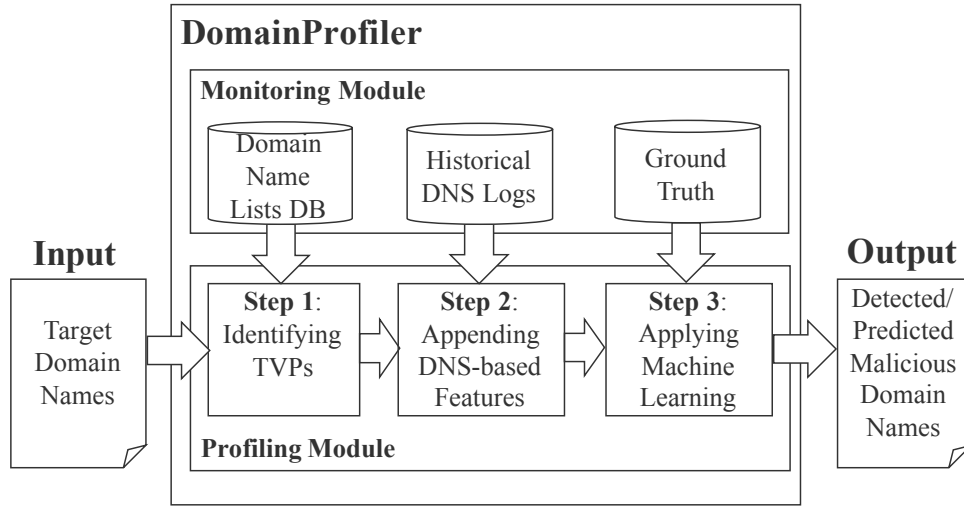 DomainProfiler
Monitoring Module
Domain
Name
Lists DB
Historical
DNS Logs
Ground
Truth
Input
Target
Domain
Names
Step 1:
Identifying
TVPs
Step 2:
Appending
DNS-based
Features
Step 3:
Applying
Machine
Learning
Profiling Module
Output
Detected/
Predicted
Malicious
Domain
Names